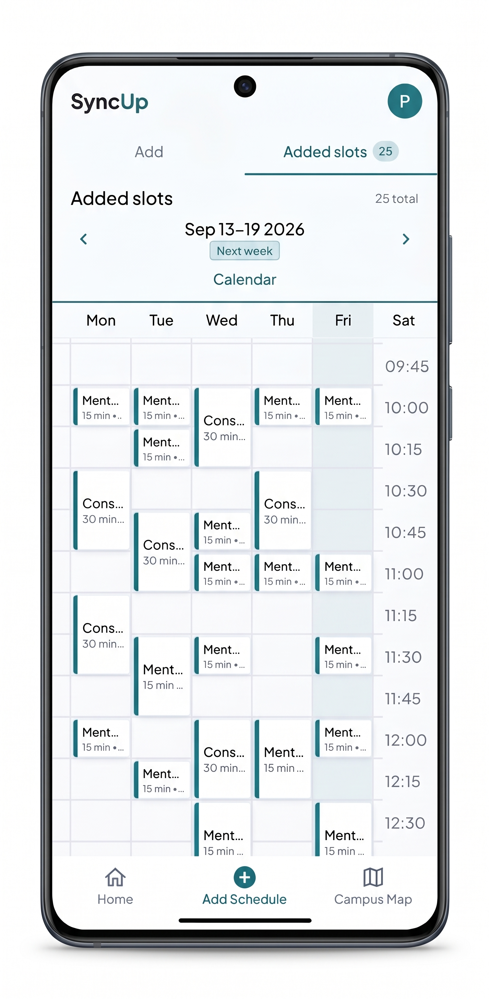 SyncUp
P
Add
Added slots 25
Added slots
25 total
Sep 13–19 2026
Next week
Calendar
Mon Tue Wed Thu Fri Sat
09:45
Ment... Ment... Ment... Ment... 10:00
15 min •.. 15 min •... 15 min •... 15 min •...
Cons...
30 min...
Ment... 10:15
15 min •...
10:30
Cons... Cons...
30 min... 30 min...
Ment... 10:45
15 min •...
Cons...
30 min...
Ment... Ment... Ment... 11:00
15 min •... 15 min •... 15 min •...
11:15
Cons...
30 min...
Ment... Ment... 11:30
15 min •... 15 min •...
Ment...
15 min ...
11:45
Ment... Ment... 12:00
15 min •... 15 min •...
Cons... Ment...
30 min... 15 min ...
Ment... 12:15
15 min •...
12:30
Ment... Ment...
15 min ... 15 min ...
Home
Add Schedule
Campus Map